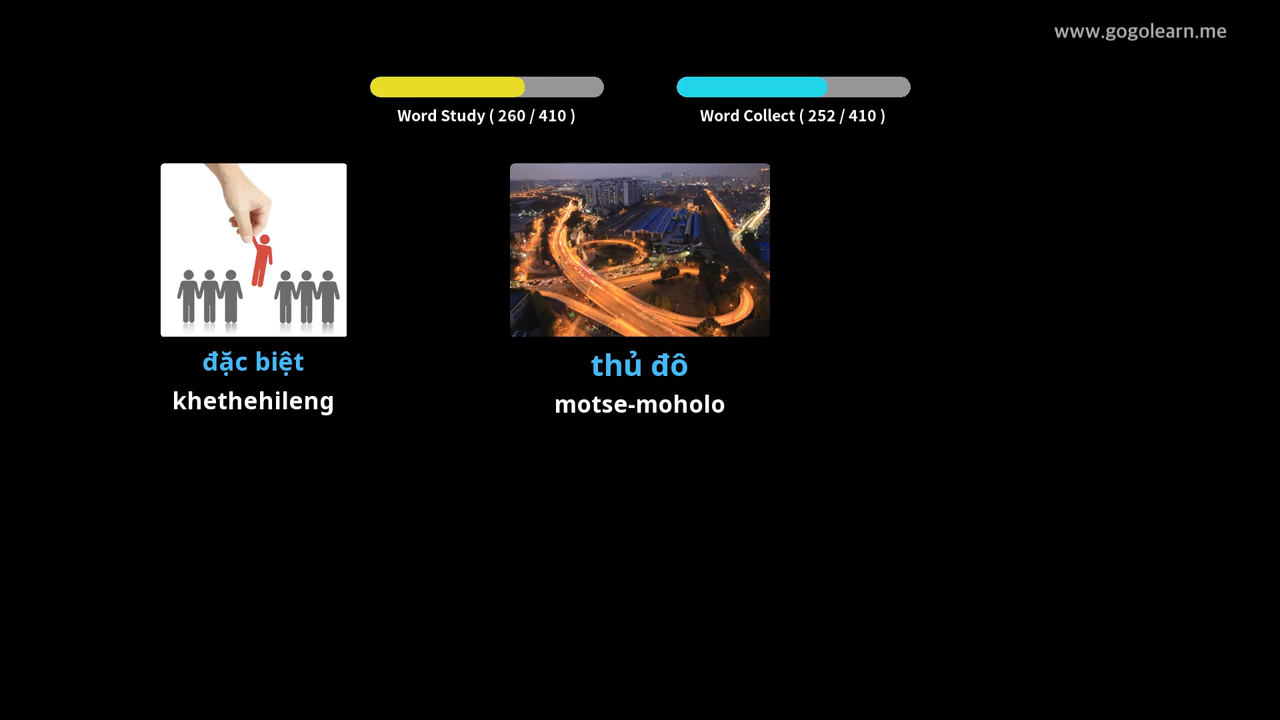 www.gogolearn.me
Word Study ( 260 / 410 )
Word Collect ( 252 / 410 )
đặc biệt
khethehileng
thủ đô
motse-moholo